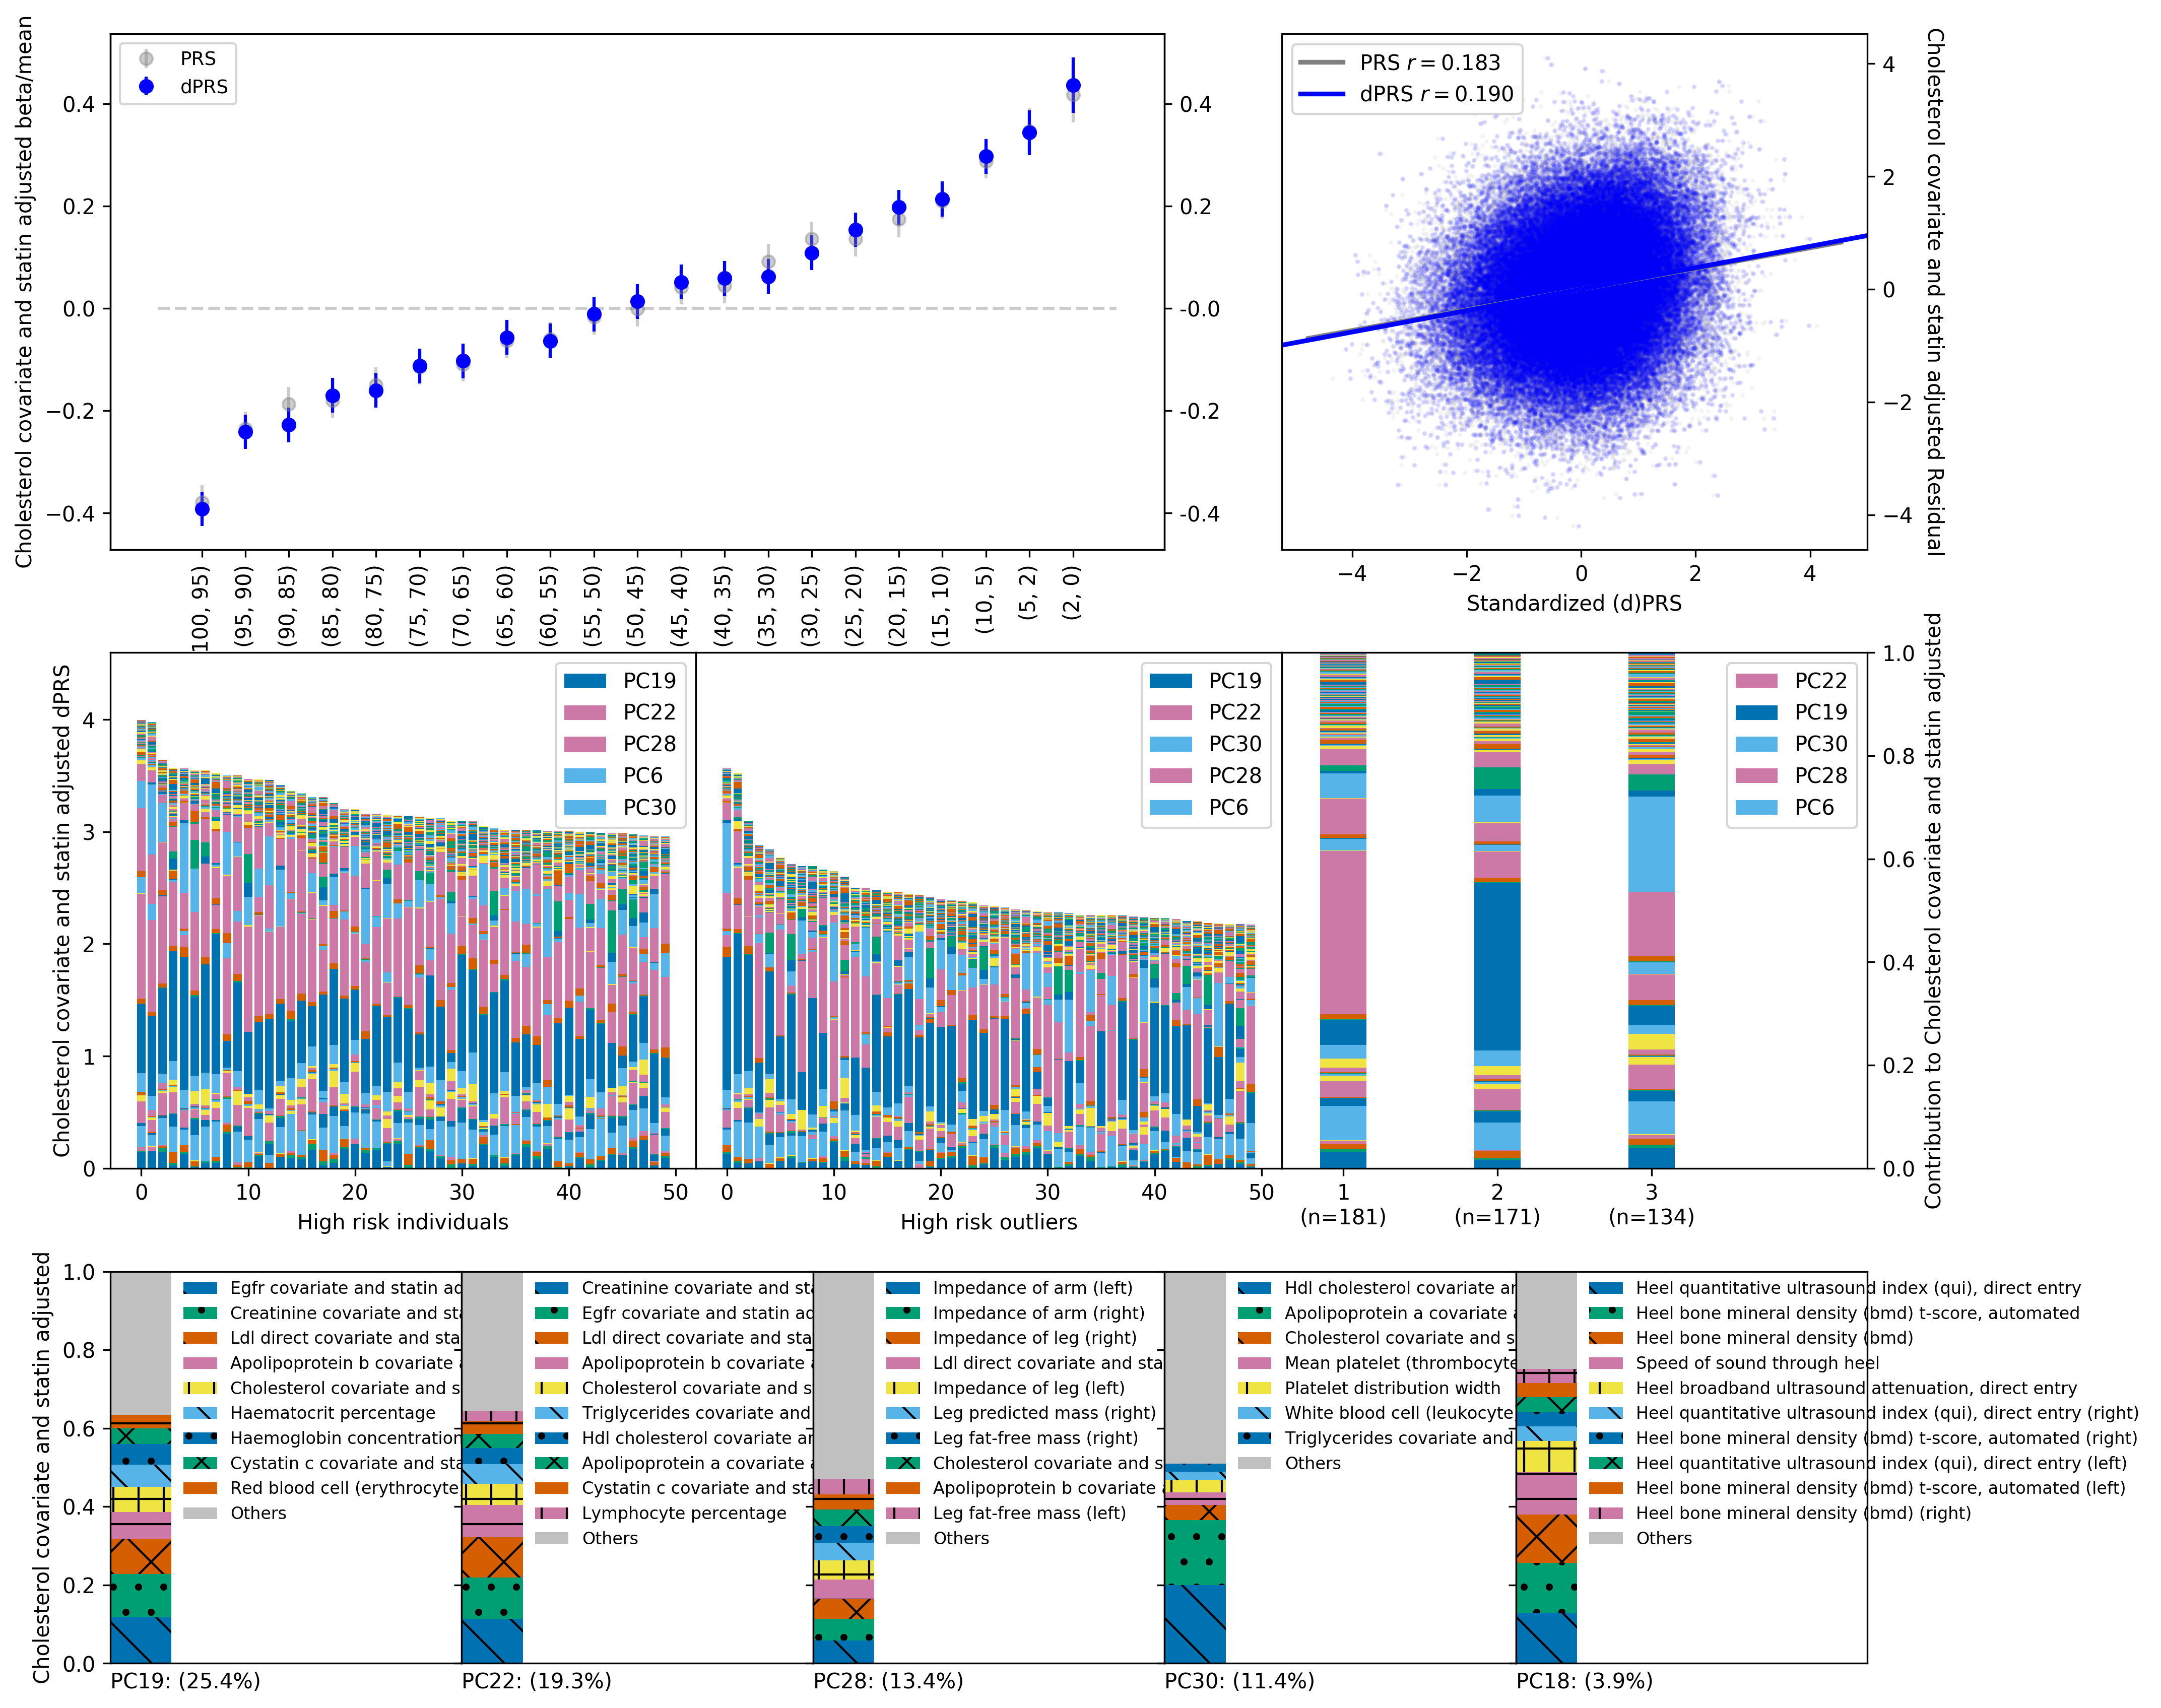 Cholesterol covariate and statin adjusted beta/mean
PRS
dPRS
0.4
0.2
0.0
−0.2
−0.4
0.4
0.2
-0.0
-0.2
-0.4
100, 95)
(95, 90)
(90, 85)
(85, 80)
(80, 75)
(75, 70)
(70, 65)
(65, 60)
(60, 55)
(55, 50)
(50, 45)
(45, 40)
(40, 35)
(35, 30)
(30, 25)
(25, 20)
(20, 15)
(15, 10)
(10, 5)
(5, 2)
(2, 0)
PRS r = 0.183
dPRS r = 0.190
4
2
0
−2
−4
Cholesterol covariate and statin adjusted Residual
−4
−2
0
2
4
Standardized (d)PRS
Cholesterol covariate and statin adjusted dPRS
4
3
2
1
0
PC19
PC22
PC28
PC6
PC30
0
10
20
30
40
50
High risk individuals
PC19
PC22
PC30
PC28
PC6
0
10
20
30
40
50
High risk outliers
PC22
PC19
PC30
PC28
PC6
1.0
0.8
0.6
0.4
0.2
0.0
Contribution to Cholesterol covariate and statin adjusteed
1
(n=181)
2
(n=171)
3
(n=134)
Cholesterol covariate and statin adjusted
1.0
0.8
0.6
0.4
0.2
0.0
Egfr covariate and statin ad
Creatinine covariate and sta
Ldl direct covariate and sta
Apolipoprotein b covariate a
Cholesterol covariate and s
Haematocrit percentage
Haemoglobin concentration
Cystatin c covariate and sta
Red blood cell (erythrocyte
Others
PC19: (25.4%)
Creatinine covariate and sta
Egfr covariate and statin ad
Ldl direct covariate and sta
Apolipoprotein b covariate a
Cholesterol covariate and s
Triglycerides covariate and
Hdl cholesterol covariate ar
Apolipoprotein a covariate a
Cystatin c covariate and sta
Lymphocyte percentage
Others
PC22: (19.3%)
Impedance of arm (left)
Impedance of arm (right)
Impedance of leg (right)
Ldl direct covariate and sta
Impedance of leg (left)
Leg predicted mass (right)
Leg fat-free mass (right)
Cholesterol covariate and s
Apolipoprotein b covariate a
Leg fat-free mass (left)
Others
PC28: (13.4%)
Hdl cholesterol covariate ar
Apolipoprotein a covariate a
Cholesterol covariate and s
Mean platelet (thrombocyte
Platelet distribution width
White blood cell (leukocyte
Triglycerides covariate and
Others
PC30: (11.4%)
Heel quantitative ultrasound index (qui), direct entry
Heel bone mineral density (bmd) t-score, automated
Heel bone mineral density (bmd)
Speed of sound through heel
Heel broadband ultrasound attenuation, direct entry
Heel quantitative ultrasound index (qui), direct entry (right)
Heel bone mineral density (bmd) t-score, automated (right)
Heel quantitative ultrasound index (qui), direct entry (left)
Heel bone mineral density (bmd) t-score, automated (left)
Heel bone mineral density (bmd) (right)
Others
PC18: (3.9%)